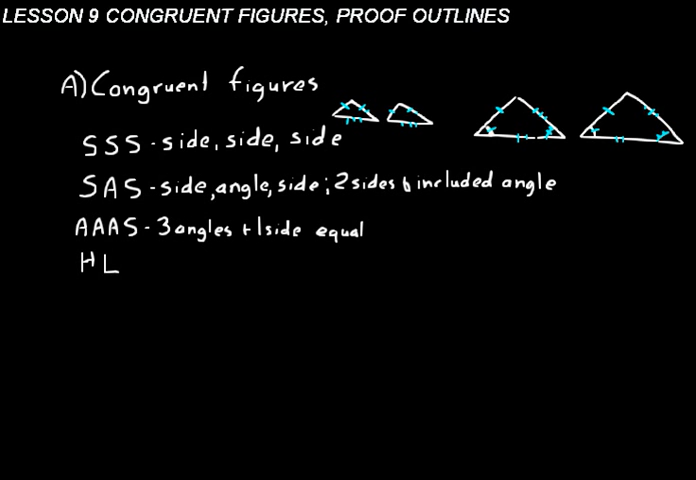 LESSON 9 CONGRUENT FIGURES, PROOF OUTLINES
A) Congruent figures
SSS - side, side, side
SAS - side, angle, side; 2 sides & included angle
AAAS - 3 angles + 1 side equal
HL